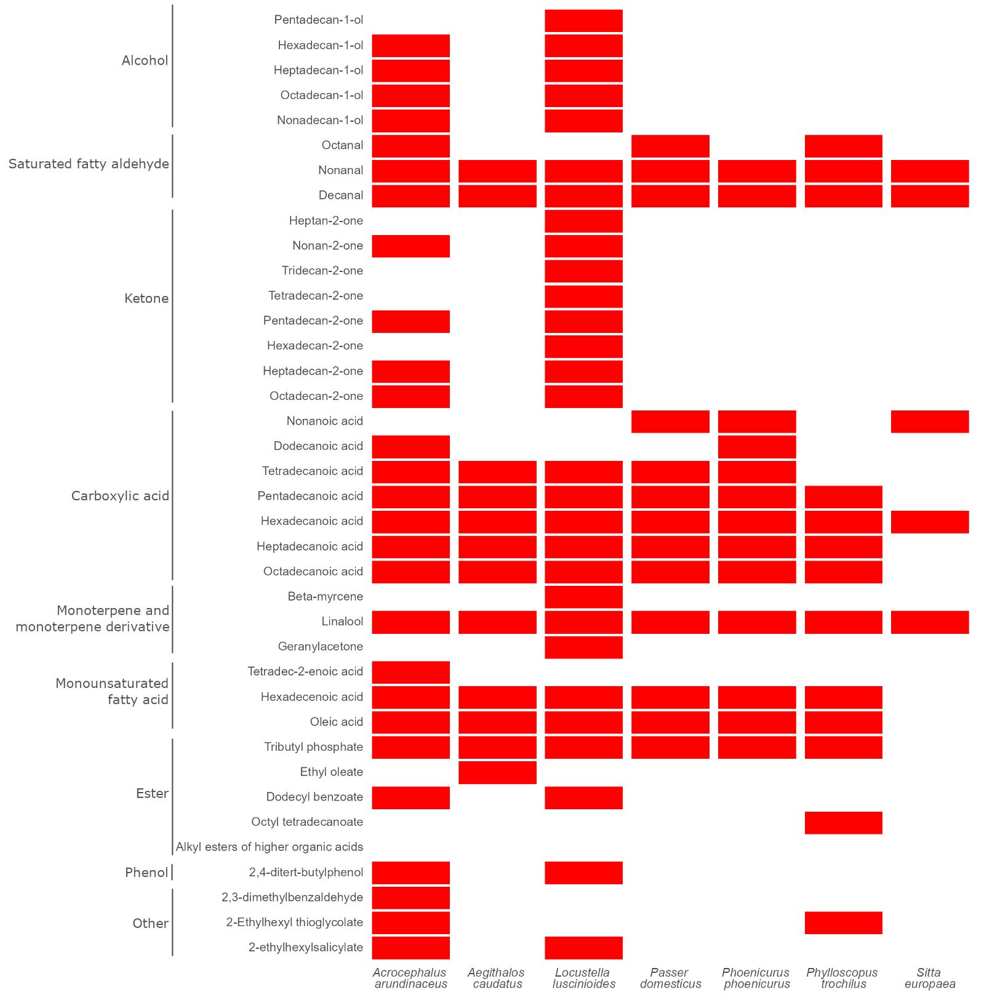 Alcohol
Pentadecan-1-ol
Hexadecan-1-ol
Heptadecan-1-ol
Octadecan-1-ol
Nonadecan-1-ol
Saturated fatty aldehyde
Octanal
Nonanal
Decanal
Ketone
Heptan-2-one
Nonan-2-one
Tridecan-2-one
Tetradecan-2-one
Pentadecan-2-one
Hexadecan-2-one
Heptadecan-2-one
Octadecan-2-one
Carboxylic acid
Nonanoic acid
Dodecanoic acid
Tetradecanoic acid
Pentadecanoic acid
Hexadecanoic acid
Heptadecanoic acid
Octadecanoic acid
Monoterpene and
monoterpene derivative
Beta-myrcene
Linalool
Geranylacetone
Monounsaturated
fatty acid
Tetradec-2-enoic acid
Hexadecenoic acid
Oleic acid
Ester
Tributyl phosphate
Ethyl oleate
Dodecyl benzoate
Octyl tetradecanoate
Alkyl esters of higher organic acids
Phenol
2,4-ditert-butylphenol
Other
2,3-dimethylbenzaldehyde
2-Ethylhexyl thioglycolate
2-ethylhexylsalicylate
Acrocephalus
arundinaceus
Aegithalos
caudatus
Locustella
luscinioides
Passer
domesticus
Phoenicurus
phoenicurus
Phylloscopus
trochilus
Sitta
europaea